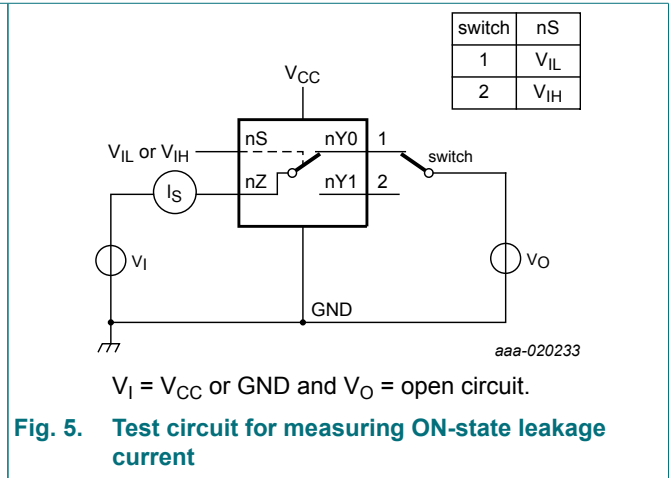 switch nS
1 VIL
2 VIH
VCC
nS nY0 1
VIL or VIH
switch
nZ nY1 2
IS
VI
VO
GND
aaa-020233
VI = VCC or GND and VO = open circuit.
Fig. 5. Test circuit for measuring ON-state leakage
current